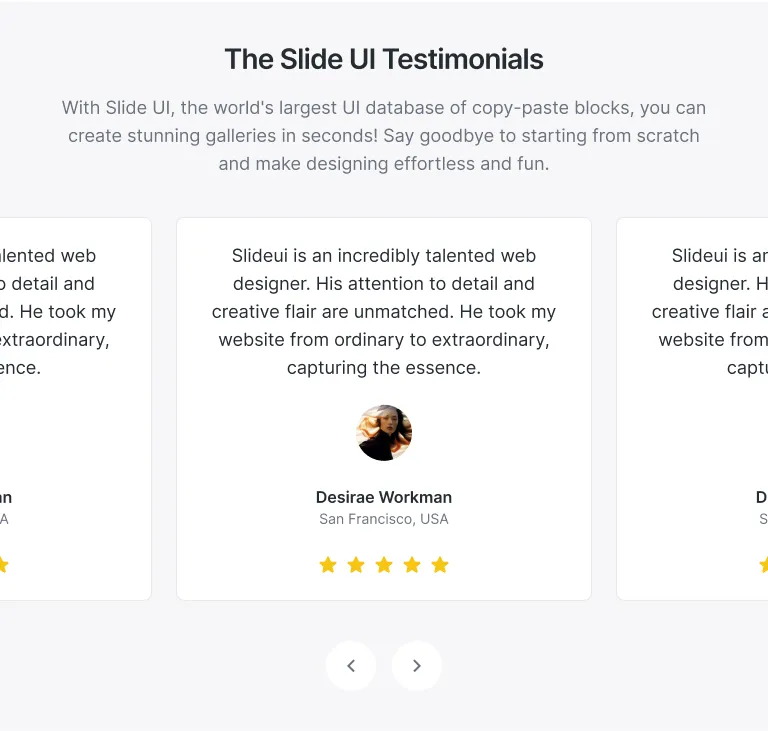 The Slide UI Testimonials
With Slide UI, the world's largest UI database of copy-paste blocks, you can
create stunning galleries in seconds! Say goodbye to starting from scratch
and make designing effortless and fun.
talented web
to detail and
He took my
extraordinary,
Slideui is an incredibly talented web
designer. His attention to detail and
creative flair are unmatched. He took my
website from ordinary to extraordinary,
capturing the essence.
Desirae Workman
San Francisco, USA
Slideui is
designer.
creative flair
website from